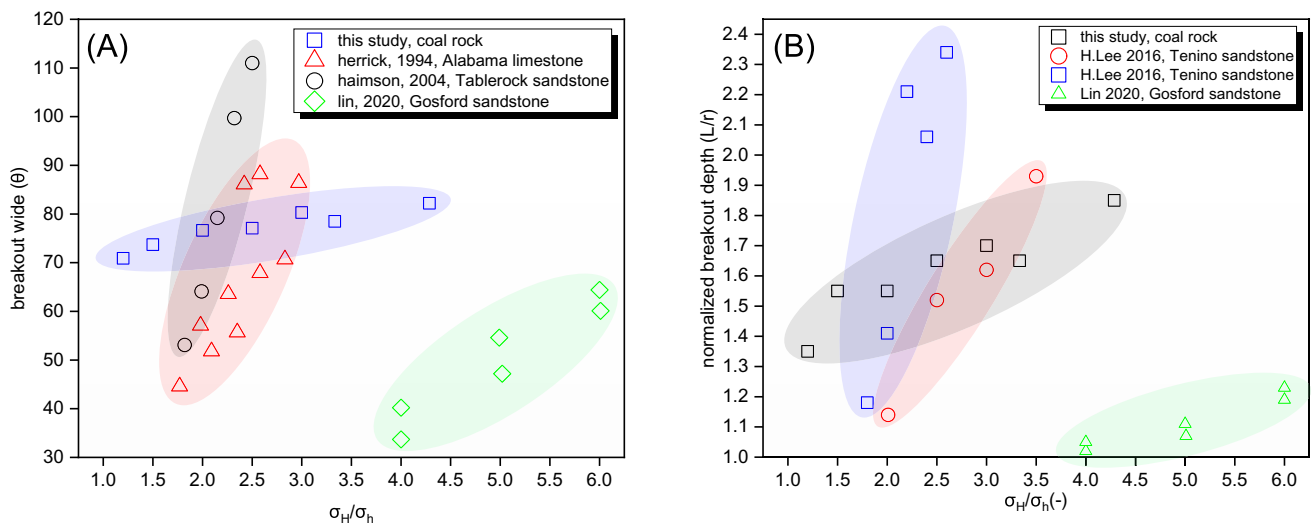 (A)
this study, coal rock
herrick, 1994, Alabama limestone
haimson, 2004, Tablerock sandstone
lin, 2020, Gosford sandstone
breakout wide (θ)
120
110
100
90
80
70
60
50
40
30
1.0 1.5 2.0 2.5 3.0 3.5 4.0 4.5 5.0 5.5 6.0
σH/σh
(B)
this study, coal rock
H.Lee 2016, Tenino sandstone
H.Lee 2016, Tenino sandstone
Lin 2020, Gosford sandstone
normalized breakout depth (L/r)
2.4
2.3
2.2
2.1
2.0
1.9
1.8
1.7
1.6
1.5
1.4
1.3
1.2
1.1
1.0
1.0 1.5 2.0 2.5 3.0 3.5 4.0 4.5 5.0 5.5 6.0
σH/σh(-)